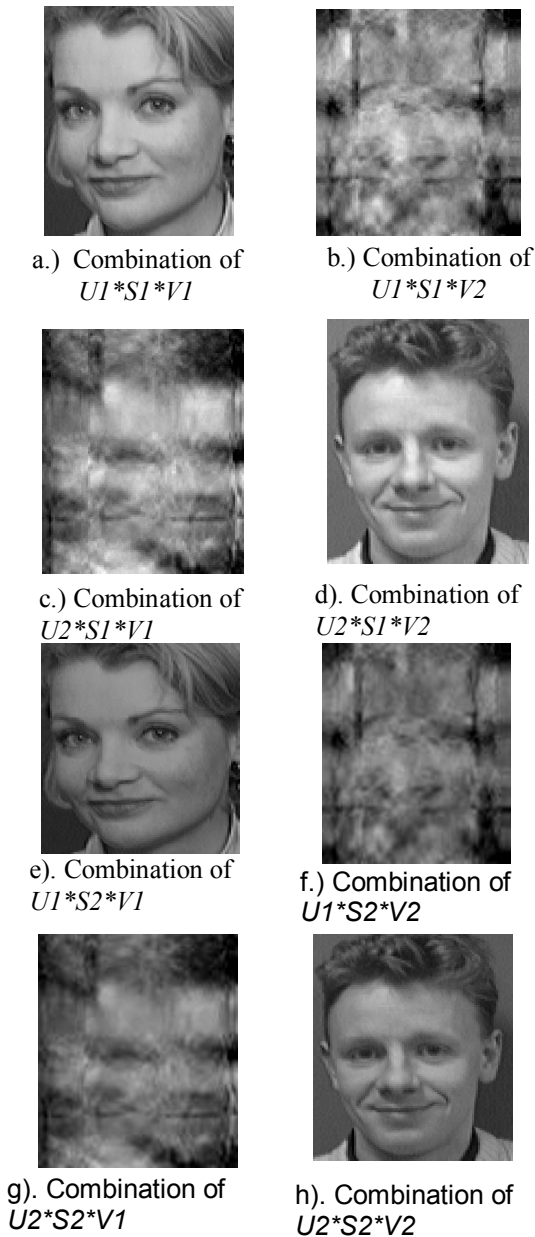 a.) Combination of
U1*S1*V1
b.) Combination of
U1*S1*V2
c.) Combination of
U2*S1*V1
d). Combination of
U2*S1*V2
e). Combination of
U1*S2*V1
f.) Combination of
U1*S2*V2
g). Combination of
U2*S2*V1
h). Combination of
U2*S2*V2